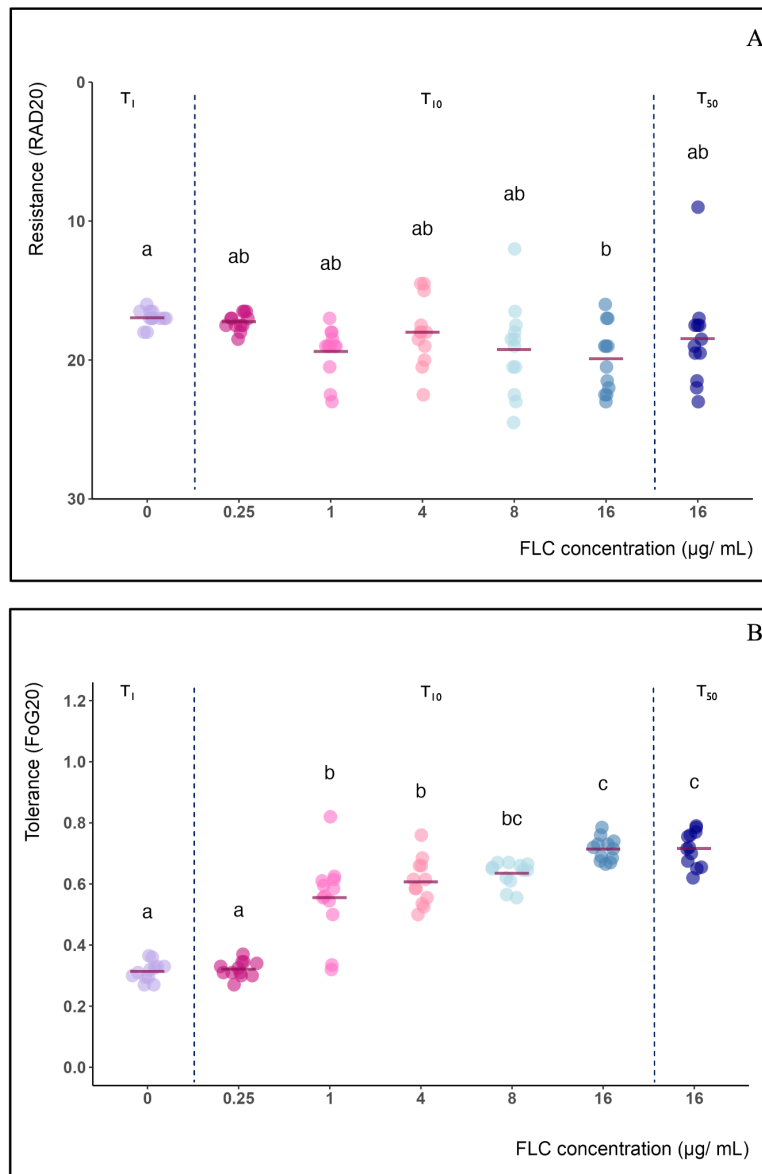 A
Resistance (RAD20)
T1 T10 T50
0
10
20
30
a ab ab ab ab b ab
0 0.25 1 4 8 16 16
FLC concentration (µg/ mL)
B
Tolerance (FoG20)
T1 T10 T50
1.2
1.0
0.8
0.6
0.4
0.2
0.0
a a b b bc c c
0 0.25 1 4 8 16 16
FLC concentration (µg/ mL)